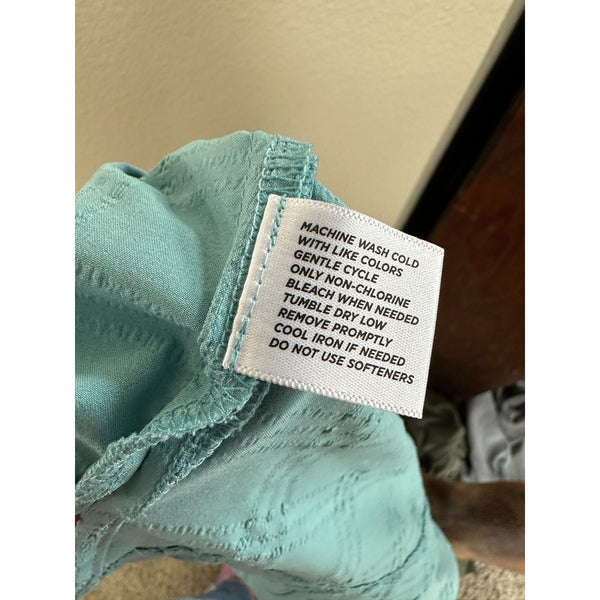 MACHINE WASH COLD
WITH LIKE COLORS
GENTLE CYCLE
ONLY NON-CHLORINE
BLEACH WHEN NEEDED
TUMBLE DRY LOW
REMOVE PROMPTLY
COOL IRON IF NEEDED
DO NOT USE SOFTENERS